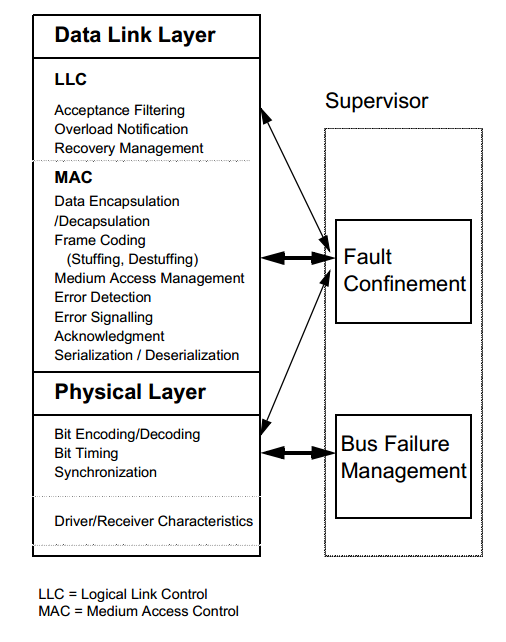 Data Link Layer
LLC
Acceptance Filtering
Overload Notification
Recovery Management
MAC
Data Encapsulation
/Decapsulation
Frame Coding
(Stuffing, Destuffing)
Medium Access Management
Error Detection
Error Signalling
Acknowledgment
Serialization / Deserialization
Physical Layer
Bit Encoding/Decoding
Bit Timing
Synchronization
Driver/Receiver Characteristics
Supervisor
Fault
Confinement
Bus Failure
Management
LLC = Logical Link Control
MAC = Medium Access Control